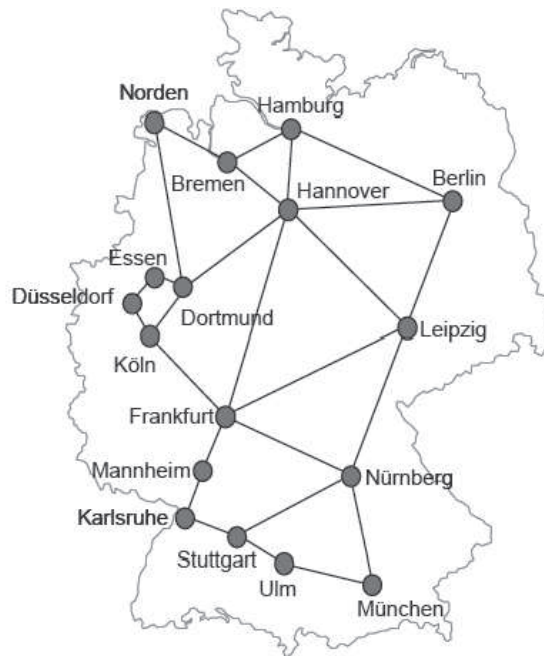 Norden
Hamburg
Bremen
Hannover
Berlin
Essen
Düsseldorf
Dortmund
Köln
Leipzig
Frankfurt
Mannheim
Nürnberg
Karlsruhe
Stuttgart
Ulm
München